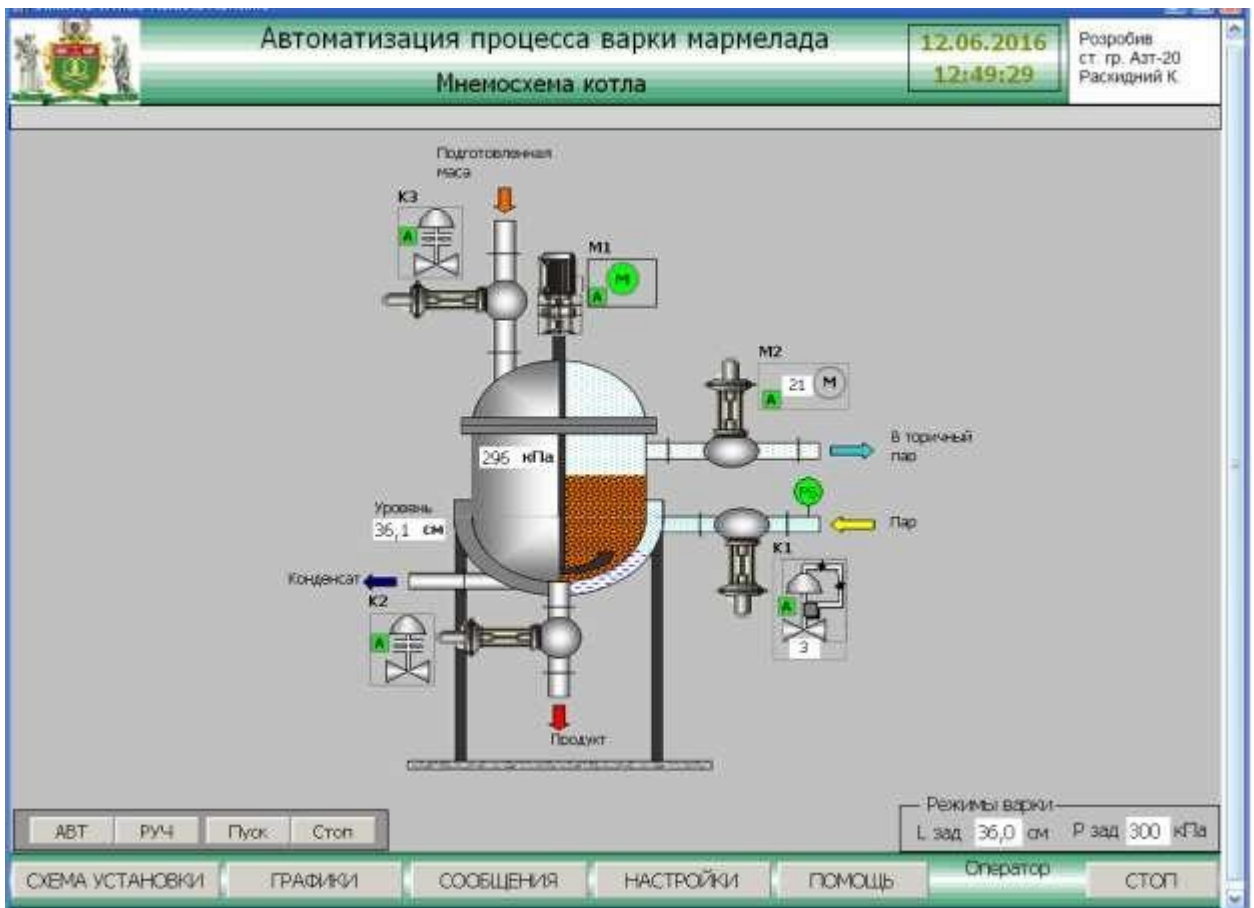 Автоматизация процесса варки мармелада
Мнемосхема котла
12.06.2016
12:49:29
Розробив
ст. гр. Азт-20
Раскидний К.
Подготовленная
маса
К3
А
М1
М
А
М2
21 М
А
В торичный
пар
296 кПа
PS
Уровень
36,1 см
Пар
К1
А
3
Конденсат
К2
А
Продукт
АВТ РУЧ Пуск Стоп
Режимы варки
L зад 36,0 см P зад 300 кПа
СХЕМА УСТАНОВКИ ГРАФИКИ СООБЩЕНИЯ НАСТРОЙКИ ПОМОЩЬ Оператор СТОП